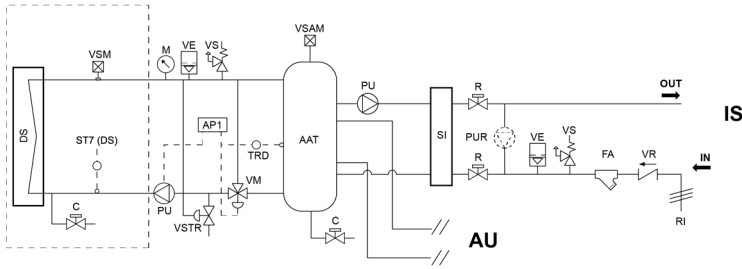 VSAM
VSM
M
VE
VS
PU
R
OUT
IS
DS
ST7 (DS)
AP1
TRD
AAT
SI
PUR
VE
VS
FA
VR
IN
R
C
PU
VSTR
VM
C
AU
RI